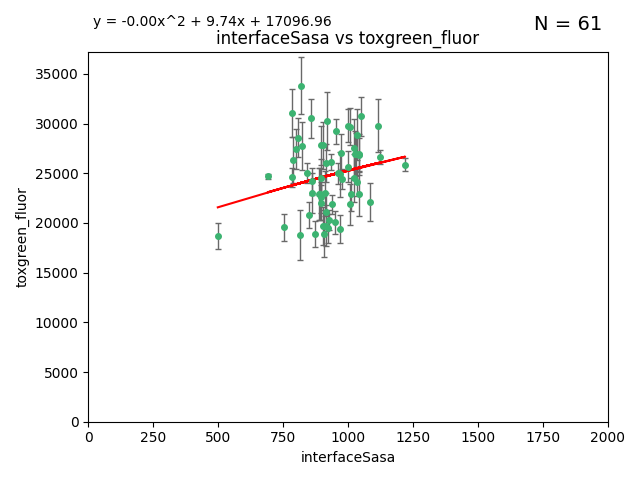 y = -0.00x^2 + 9.74x + 17096.96
N = 61
interfaceSasa vs toxgreen_fluor
35000
30000
25000
20000
15000
10000
5000
0
toxgreen_fluor
0 250 500 750 1000 1250 1500 1750 2000
interfaceSasa